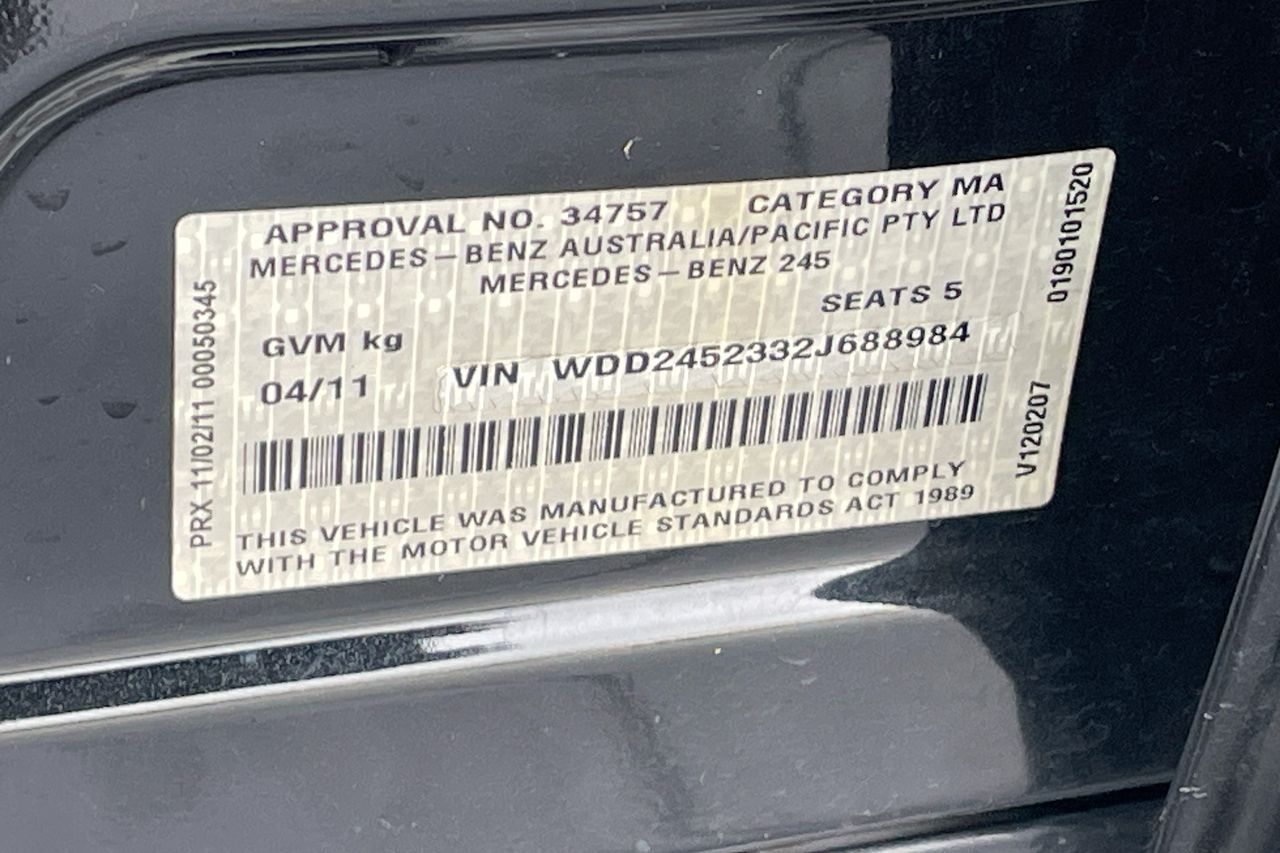 APPROVAL NO. 34757 CATEGORY MA
MERCEDES-BENZ AUSTRALIA/PACIFIC PTY LTD
MERCEDES-BENZ 245
SEATS 5
GVM kg
04/11
VIN WDD2452332J688984
THIS VEHICLE WAS MANUFACTURED TO COMPLY
WITH THE MOTOR VEHICLE STANDARDS ACT 1989
PRX 11/02/11 00050345
0190101520
V120207